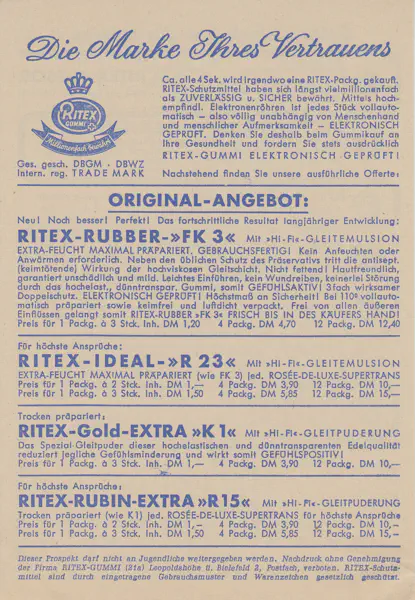 Die Marke Ihres Vertrauens
RITEX
GUMMI
Millionenfach bewährt
Ges. gesch. DBGM · DBWZ
Intern. reg. TRADE MARK
Ca. alle 4 Sek. wird irgendwo eine RITEX-Packg. gekauft.
RITEX-Schutzmittel haben sich längst vielmillionenfach
als ZUVERLÄSSIG u. SICHER bewährt. Mittels hoch-
empfindl. Elektronenröhren ist jedes Stück vollauto-
matisch – also völlig unabhängig von Menschenhand
und menschlicher Aufmerksamkeit – ELEKTRONISCH
GEPRÜFT. Denken Sie deshalb beim Gummikauf an
Ihre Gesundheit und fordern Sie stets ausdrücklich
RITEX-GUMMI ELEKTRONISCH GEPRÜFT!
Nachstehend finden Sie unsere ausführliche Offerte:
ORIGINAL-ANGEBOT:
Neu! Noch besser! Perfekt! Das fortschrittliche Resultat langjähriger Entwicklung:
RITEX-RUBBER-»FK 3« Mit »Hi-Fi«-GLEITEMULSION
EXTRA-FEUCHT MAXIMAL PRÄPARIERT, GEBRAUCHSFERTIG! Kein Anfeuchten oder
Anwärmen erforderlich. Neben den üblichen Schutz des Präservativs tritt die antisept.
(keimtötende) Wirkung der hochviskosen Gleitschicht. Nicht fettend! Hautfreundlich,
garantiert unschädlich und mild. Leichtes Einführen, kein Wundreiben, keinerlei Störung
durch das hochelast., dünntranspar. Gummi, somit GEFÜHLSAKTIV! 3fach wirksamer
Doppelschutz. ELEKTRONISCH GEPRÜFT! Höchstmaß an Sicherheit! Bei 110° vollauto-
matisch präpariert sowie keimfrei und luftdicht verpackt. Frei von allen äußeren
Einflüssen gelangt somit RITEX-RUBBER »FK 3« FRISCH BIS IN DES KÄUFERS HAND!
Preis für 1 Packg. à 3 Stck. Inh. DM 1,20 4 Packg. DM 4,70 12 Packg. DM 12,40
Für höchste Ansprüche:
RITEX-IDEAL-»R 23« Mit »Hi-Fi«-GLEITEMULSION
EXTRA-FEUCHT MAXIMAL PRÄPARIERT (wie FK 3) jed. ROSÉE-DE-LUXE-SUPERTRANS
Preis für 1 Packg. à 2 Stck. Inh. DM 1,— 4 Packg. DM 3,90 12 Packg. DM 10,—
Preis für 1 Packg. à 3 Stck. Inh. DM 1,50 4 Packg. DM 5,85 12 Packg. DM 15,—
Trocken präpariert:
RITEX-Gold-EXTRA »K 1« Mit »Hi-Fi«-GLEITPUDERUNG
Das Spezial-Gleitpuder dieser hochelastischen und dünntransparenten Edelqualität
reduziert jegliche Gefühlsminderung und wirkt somit GEFÜHLSPOSITIV!
Preis für 1 Packg. à 3 Stck. Inh. DM 1,— 4 Packg. DM 3,90 12 Packg. DM 10,—
Für höchste Ansprüche:
RITEX-RUBIN-EXTRA »R 15« Mit »Hi-Fi«-GLEITPUDERUNG
Trocken präpariert (wie K1) jed. ROSÉE-DE-LUXE-SUPERTRANS für höchste Ansprüche
Preis für 1 Packg. à 2 Stck. Inh. DM 1,— 4 Packg. DM 3,90 12 Packg. DM 10,—
Preis für 1 Packg. à 3 Stck. Inh. DM 1,50 4 Packg. DM 5,85 12 Packg. DM 15,—
Dieser Prospekt darf nicht an Jugendliche weitergegeben werden. Nachdruck ohne Genehmigung
der Firma RITEX-GUMMI (21a) Leopoldshöhe ü. Bielefeld 2, Postfach, verboten. RITEX-Schutz-
mittel sind durch eingetragene Gebrauchsmuster und Warenzeichen gesetzlich geschützt.